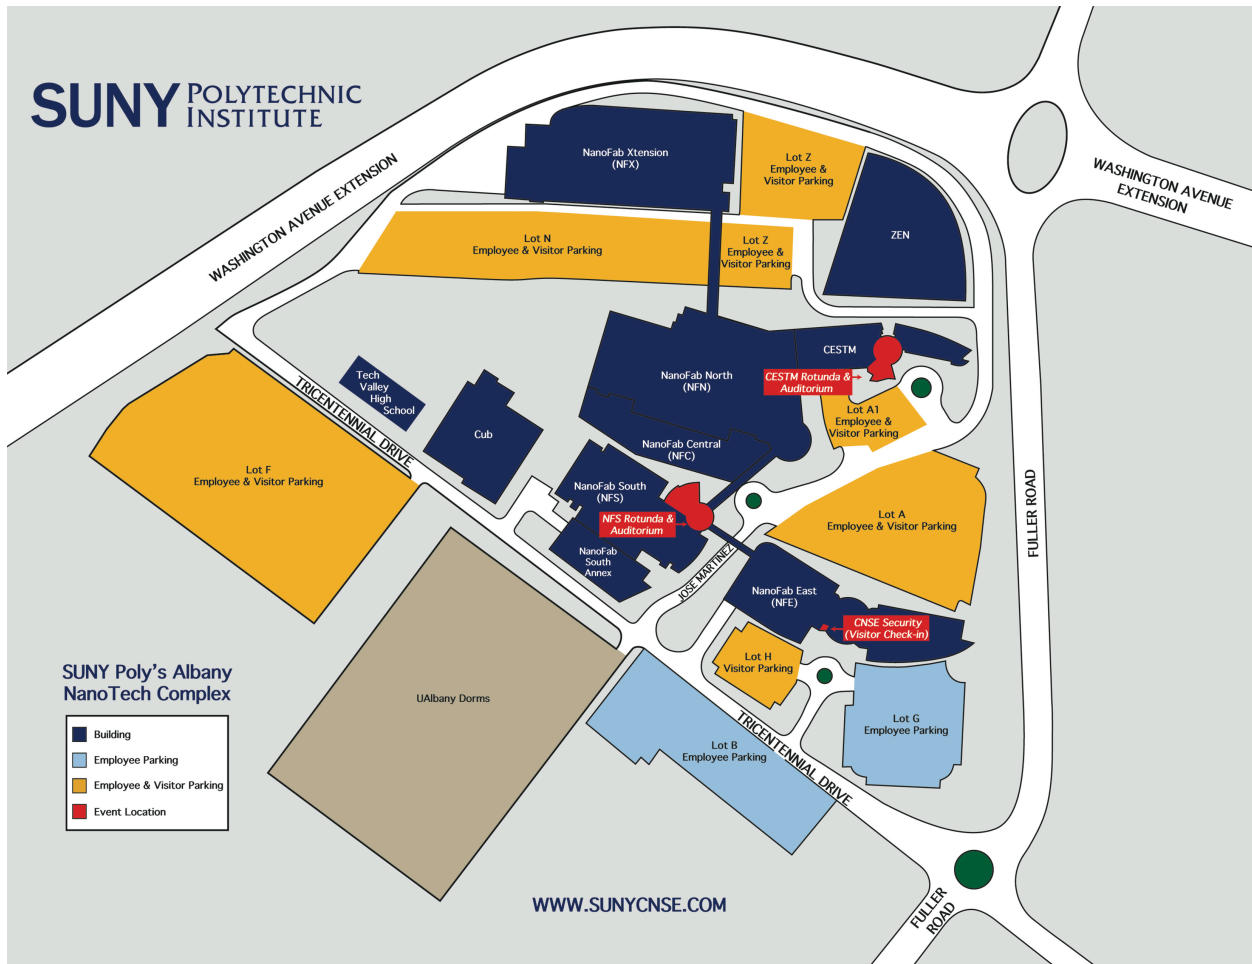 SUNY POLYTECHNIC
INSTITUTE
WASHINGTON AVENUE EXTENSION
WASHINGTON AVENUE
EXTENSION
NanoFab Xtension
(NFX)
Lot Z
Employee &
Visitor Parking
ZEN
Lot N
Employee & Visitor Parking
Lot Z
Employee &
Visitor Parking
CESTM
CESTM Rotunda &
Auditorium
NanoFab North
(NFN)
Tech
Valley
High
School
Cub
Lot A1
Employee &
Visitor Parking
NanoFab Central
(NFC)
TRICENTENNIAL DRIVE
Lot F
Employee & Visitor Parking
NanoFab South
(NFS)
NFS Rotunda &
Auditorium
NanoFab
South
Annex
Lot A
Employee & Visitor Parking
FULLER ROAD
JOSE MARTINEZ
NanoFab East
(NFE)
CNSE Security
(Visitor Check-in)
Lot H
Visitor Parking
Lot G
Employee Parking
UAlbany Dorms
Lot B
Employee Parking
TRICENTENNIAL DRIVE
SUNY Poly's Albany
NanoTech Complex
Building
Employee Parking
Employee & Visitor Parking
Event Location
FULLER
ROAD
WWW.SUNYCNSE.COM